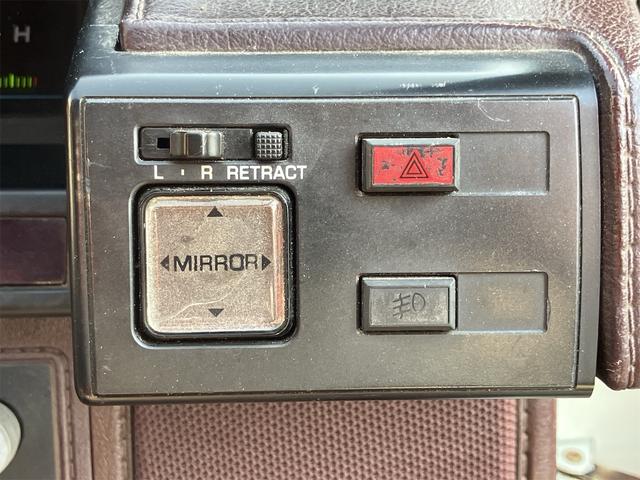 H
L · R RETRACT
MIRROR